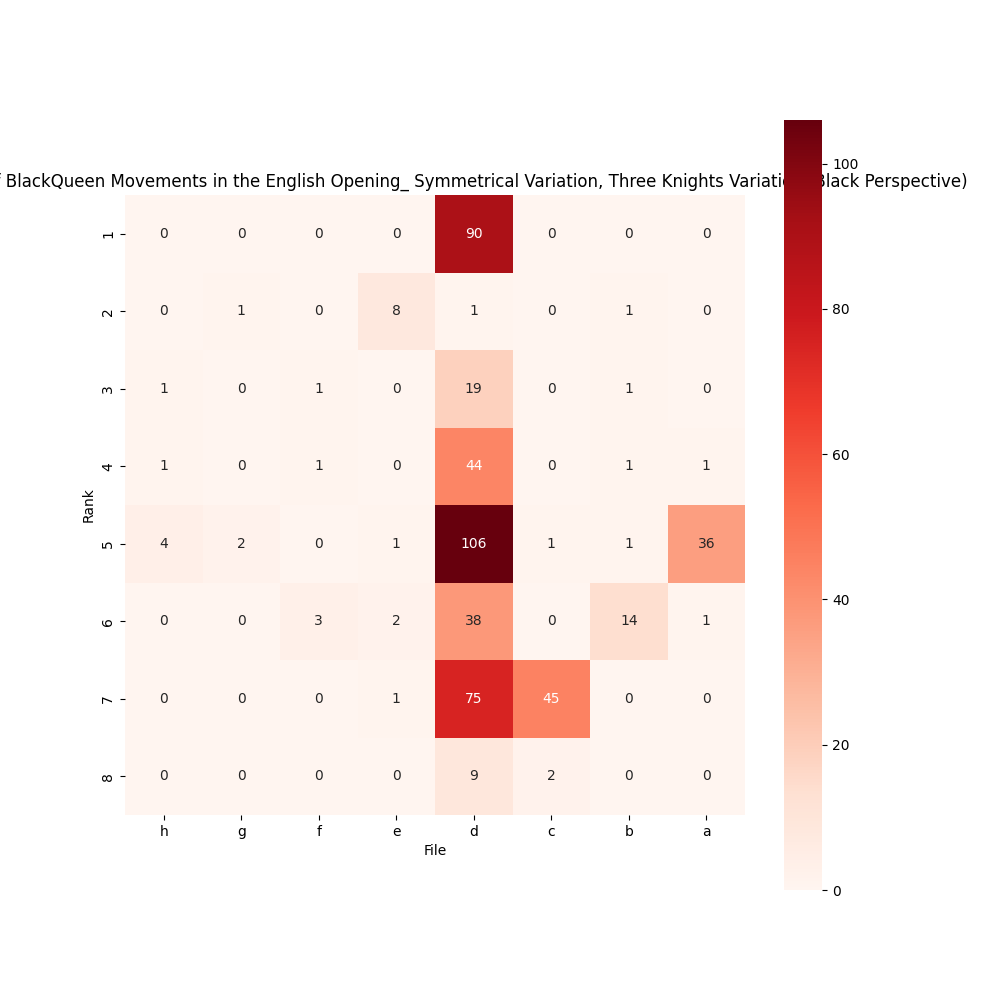 BlackQueen Movements in the English Opening_ Symmetrical Variation, Three Knights Black Perspective)
1 0 0 0 0 90 0 0 0
2 0 1 0 8 1 0 1 0
3 1 0 1 0 19 0 1 0
4 1 0 1 0 44 0 1 1
5 4 2 0 1 106 1 1 36
6 0 0 3 2 38 0 14 1
7 0 0 0 1 75 45 0 0
8 0 0 0 0 9 2 0 0
h g f e d c b a
File
Rank
100
80
60
40
20
0